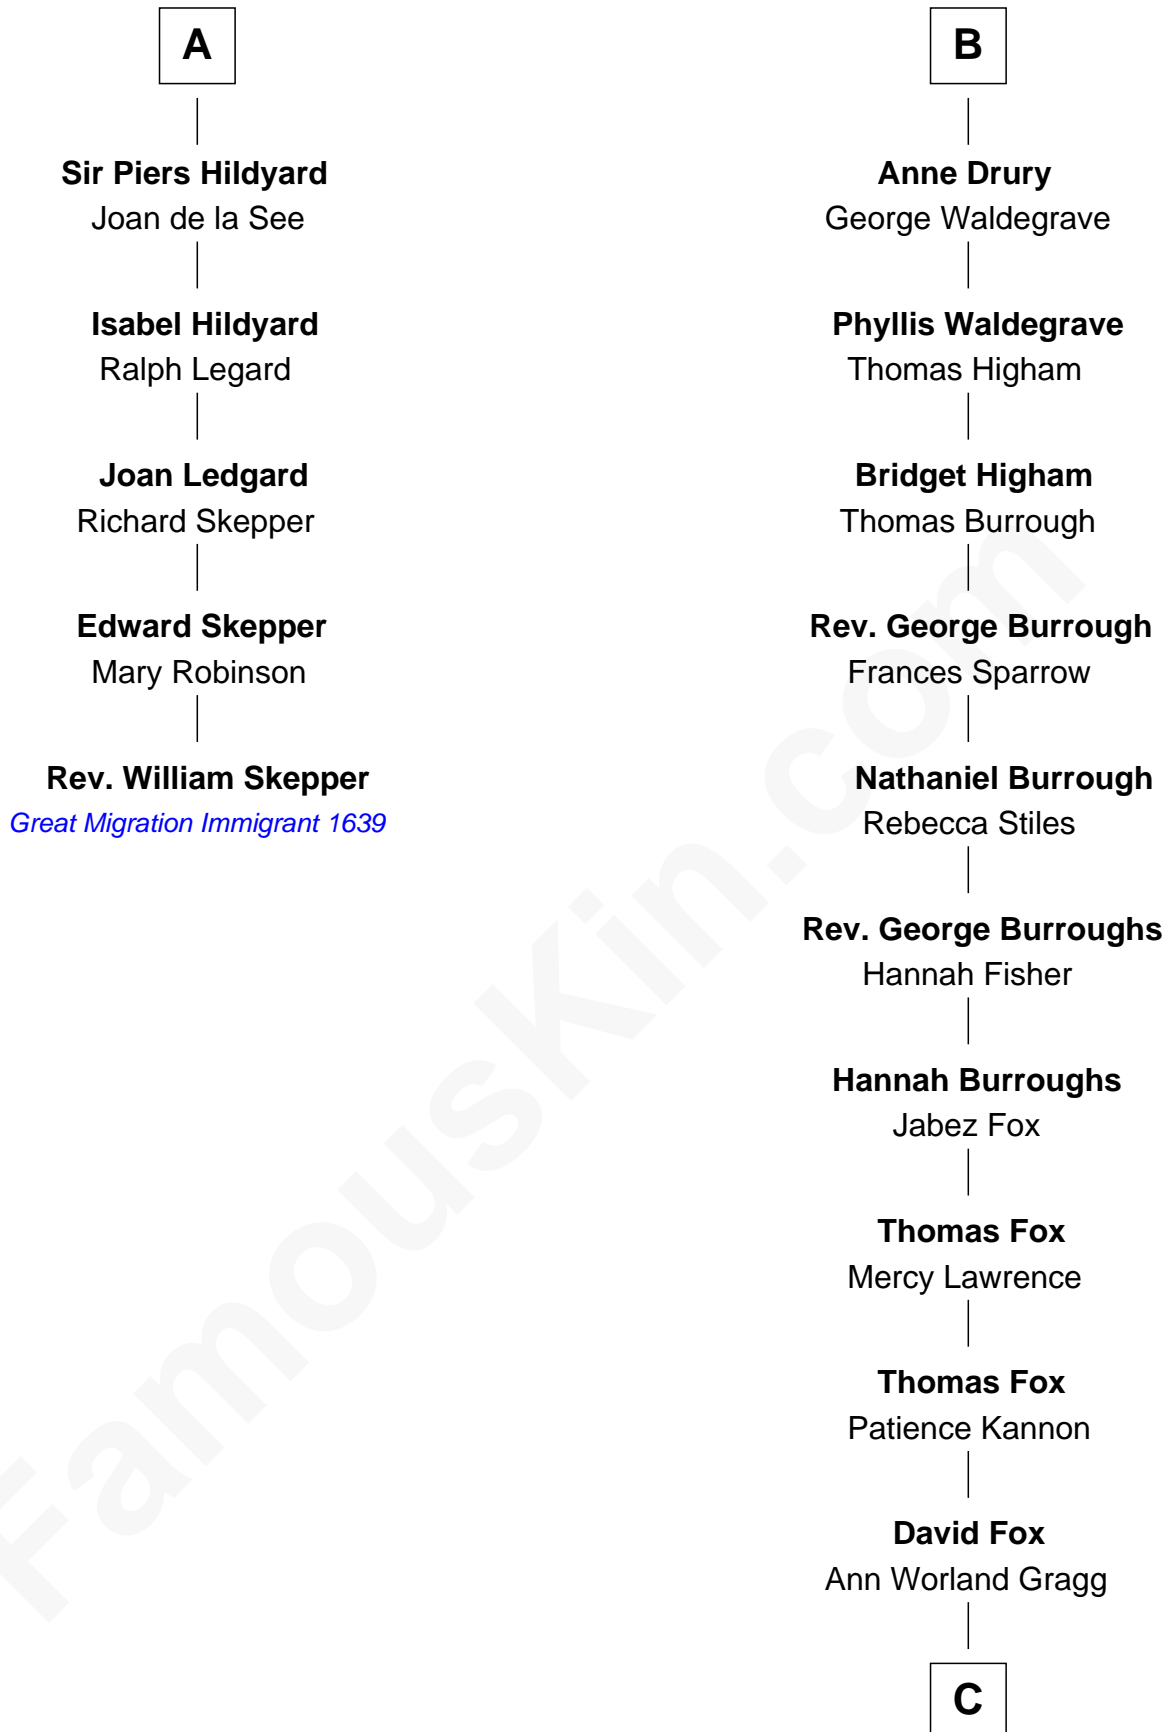 A
Sir Piers Hildyard
Joan de la See
Isabel Hildyard
Ralph Legard
Joan Ledgard
Richard Skepper
Edward Skepper
Mary Robinson
Rev. William Skepper
Great Migration Immigrant 1639
B
Anne Drury
George Waldegrave
Phyllis Waldegrave
Thomas Higham
Bridget Higham
Thomas Burrough
Rev. George Burrough
Frances Sparrow
Nathaniel Burrough
Rebecca Stiles
Rev. George Burroughs
Hannah Fisher
Hannah Burroughs
Jabez Fox
Thomas Fox
Mercy Lawrence
Thomas Fox
Patience Kannon
David Fox
Ann Worland Gragg
C
FamousKin.com